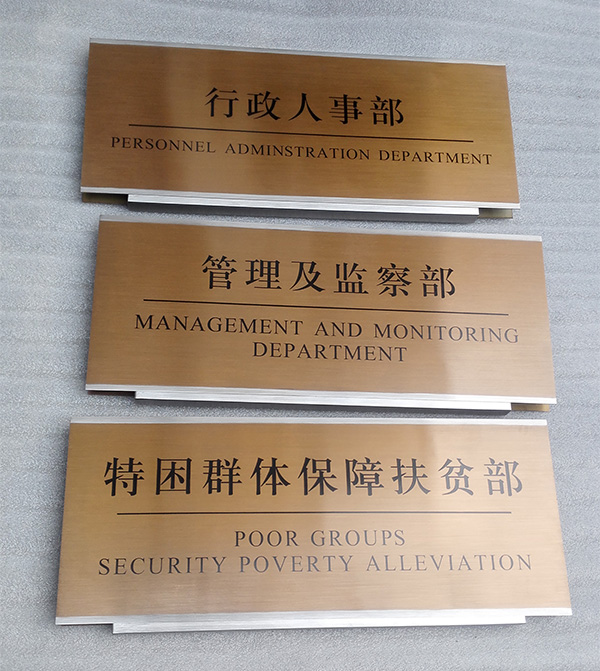 行政人事部
PERSONNEL ADMINSTRATION DEPARTMENT
管理及监察部
MANAGEMENT AND MONITORING
DEPARTMENT
特困群体保障扶贫部
POOR GROUPS
SECURITY POVERTY ALLEVIATION